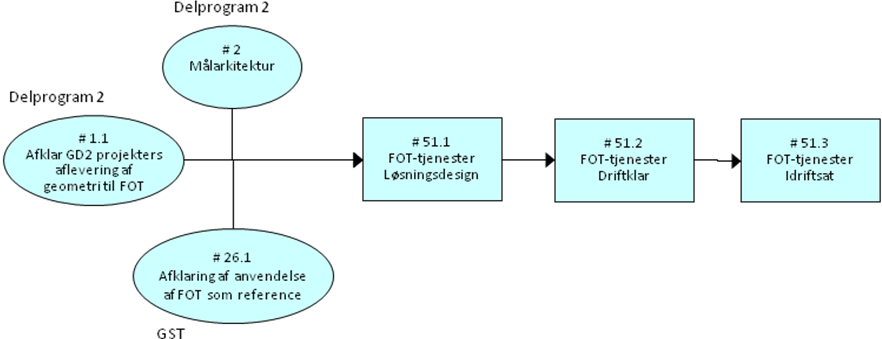 Delprogram 2
# 2
Målarkitektur
Delprogram 2
# 1.1
Afklar GD2 projekters
aflevering af
geometri til FOT
# 51.1
FOT-tjenester
Løsningsdesign
# 51.2
FOT-tjenester
Driftklar
# 51.3
FOT-tjenester
Idriftsat
# 26.1
Afklaring af anvendelse
af FOT som reference
GST